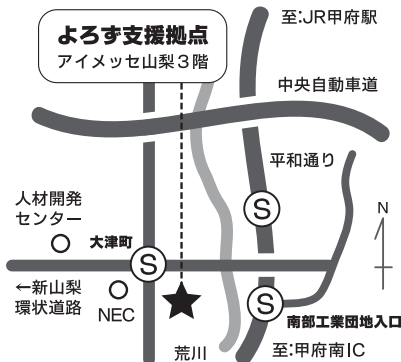 至:JR甲府駅
よろず支援拠点
アイメッセ山梨3階
中央自動車道
平和通り
人材開発
センター
大津町
S
S
N
←新山梨
環状道路
NEC
S
南部工業団地入口
荒川
至:甲府南IC